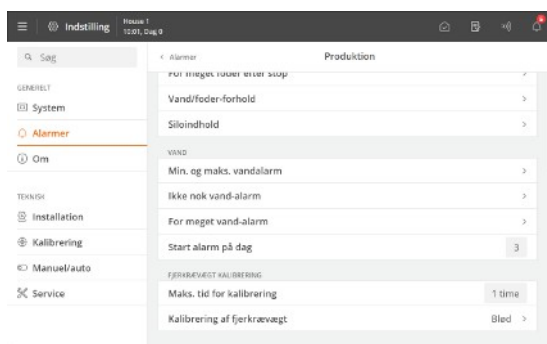 Indstilling
House 1
10:01, Dag 0
Søg
GENERELT
System
Alarmer
Om
TEKNISK
Installation
Kalibrering
Manuel/auto
Service
Alarmer
Produktion
For meget foder efter stop
Vand/foder-forhold
Siloindhold
VAND
Min. og maks. vandalarm
Ikke nok vand-alarm
For meget vand-alarm
Start alarm på dag 3
FJERKRÆVÆGT KALIBRERING
Maks. tid for kalibrering 1 time
Kalibrering af fjerkrævægt Blød